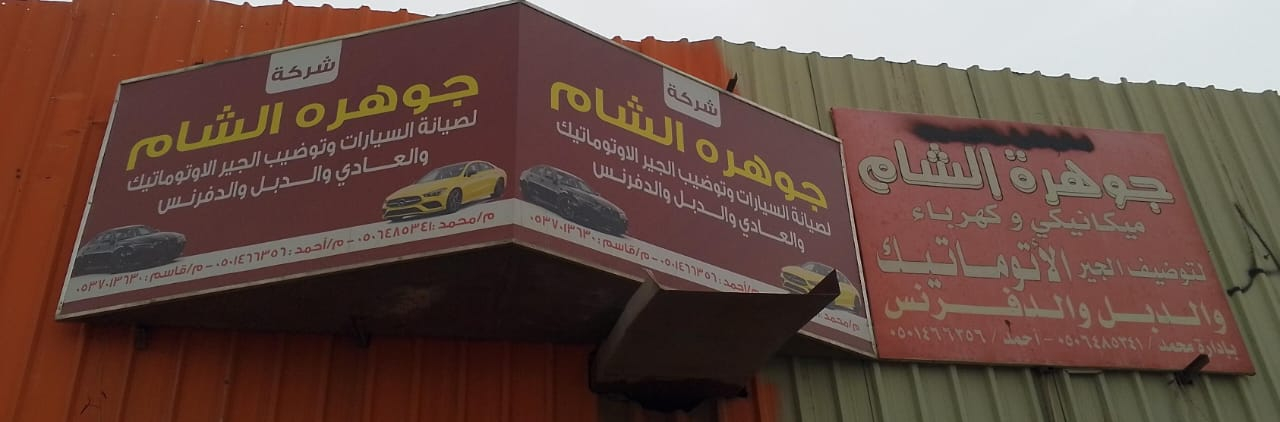 شركة
جوهره الشام
لصيانة السيارات وتوضيب الجير الاوتوماتيك
والعادي والدبل والدفرنس
م/محمد: ٠٥٠٦٤٨٥٣٤١ - م/أحمد: ٠٥٠١٤٦٦٣٥٦ - م/قاسم: ٠٥٣٧٠١٣٦٣٠
شركة
جوهره الشام
لصيانة السيارات وتوضيب الجير الاوتوماتيك
والعادي والدبل والدفرنس
م/محمد: م/أحمد: ٠٥٠١٤٦٦٣٥٦ - م/قاسم: ٠٥٣٧٠١٣٦٣٠
جوهرة الشام
ميكانيكي و كهرباء
لتوضيف الجير الأتوماتيك
والدبل والدفرنس
بادارة محمد / ٠٥٠٦٤٨٥٣٤١ - أحمد / ٠٥٠١٤٦٦٣٥٦